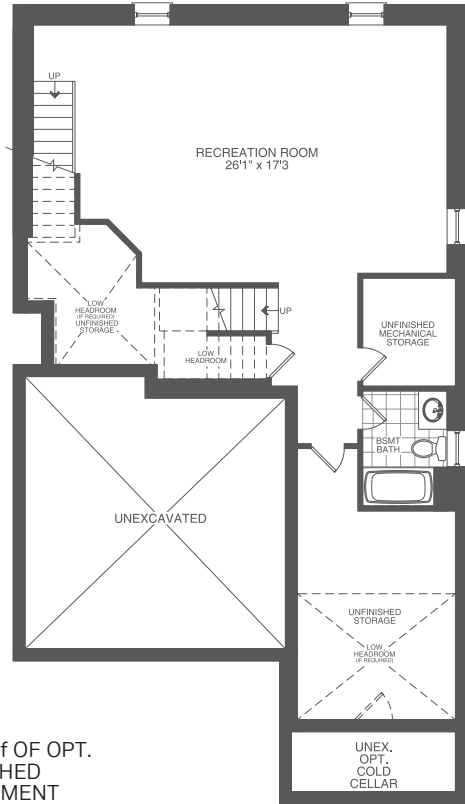 UP
RECREATION ROOM
26'1" x 17'3
LOW
HEADROOM
(IF REQUIRED)
UNFINISHED
STORAGE
UP
LOW
HEADROOM
UNFINISHED
MECHANICAL
STORAGE
BSMT
BATH
UNEXCAVATED
UNFINISHED
STORAGE
LOW
HEADROOM
(IF REQUIRED)
UNEX.
OPT.
COLD
CELLAR
f OF OPT.
HED
MENT